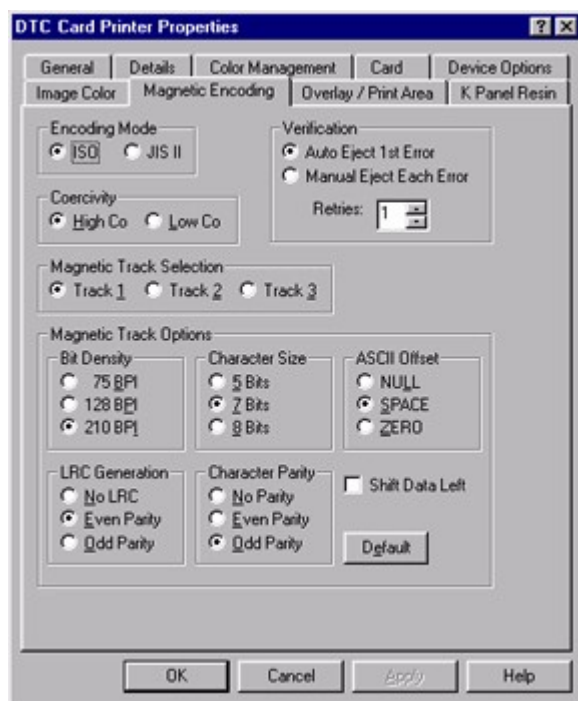 DTC Card Printer Properties
General Details Color Management Card Device Options
Image Color Magnetic Encoding Overlay / Print Area K Panel Resin
Encoding Mode Verification
ISO JIS II Auto Eject 1st Error
Manual Eject Each Error
Coercivity
High Co Low Co Retries: 1
Magnetic Track Selection
Track 1 Track 2 Track 3
Magnetic Track Options
Bit Density Character Size ASCII Offset
75 BPI 5 Bits NULL
128 BPI 7 Bits SPACE
210 BPI 8 Bits ZERO
LRC Generation Character Parity
No LRC No Parity Shift Data Left
Even Parity Even Parity
Odd Parity Odd Parity Default
OK Cancel Apply Help